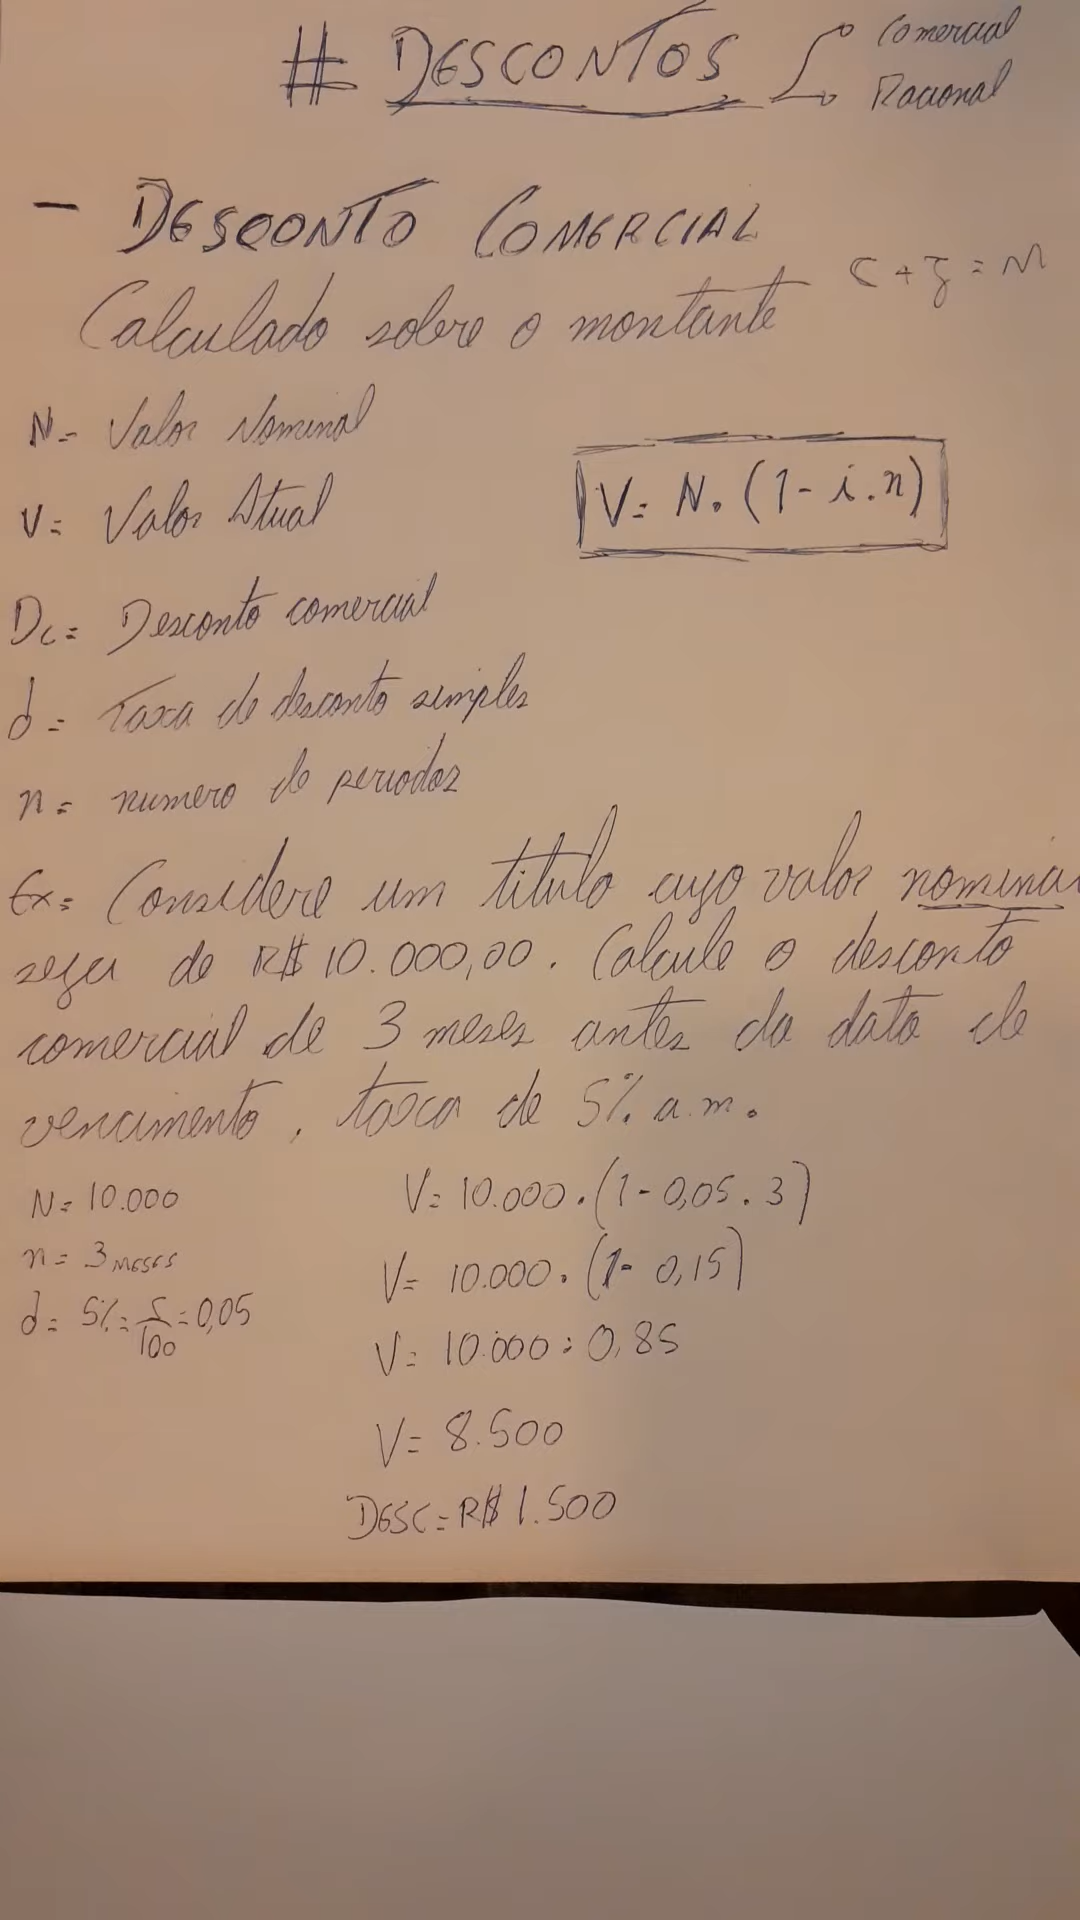 # DESCONTOS
Comercial
Racional
- DESCONTO COMERCIAL
C + J = M
Calculado sobre o montante
N= Valor Nominal
V= Valor Atual
V= N. (1- i.n)
Dc= Desconto comercial
d= Taxa de desconto simples
n= numero de periodos
Ex= Considere um titulo cujo valor nominal
seja de R$ 10.000,00. Calcule o desconto
comercial de 3 meses antes da data de
vencimento, taxa de 5% a.m.
N= 10.000
n= 3 MESES
d= 5%= 5/100 = 0,05
V= 10.000.(1- 0,05.3)
V= 10.000.(1- 0,15)
V= 10.000 : 0,85
V= 8.500
DESC= R$ 1.500